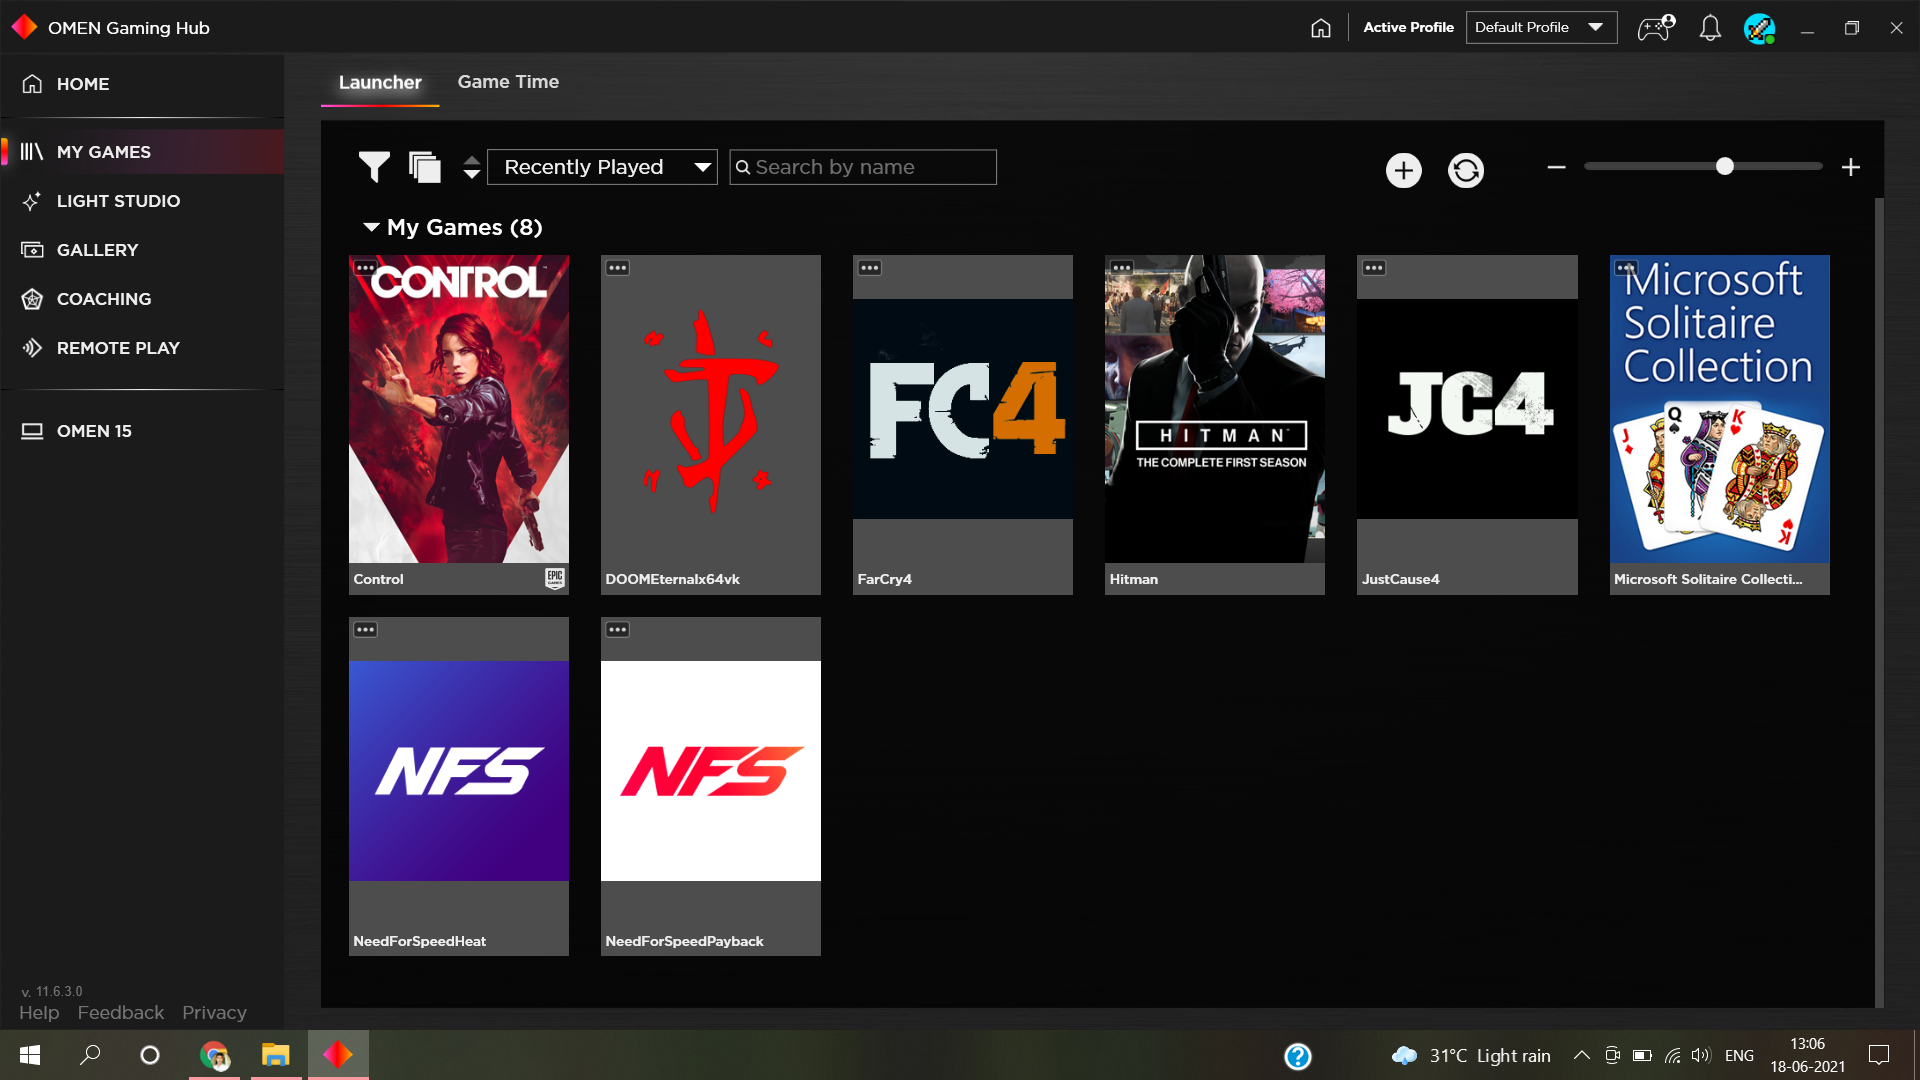 OMEN Gaming Hub
Active Profile
Default Profile
HOME
MY GAMES
LIGHT STUDIO
GALLERY
COACHING
REMOTE PLAY
OMEN 15
Launcher
Game Time
Recently Played
Search by name
My Games (8)
CONTROL
Control
EPIC GAMES
DOOMEternalx64vk
FC4
FarCry4
HITMAN
THE COMPLETE FIRST SEASON
Hitman
JC4
JustCause4
Microsoft
Solitaire
Collection
J
Q
K
K
Microsoft Solitaire Collecti...
NFS
NeedForSpeedHeat
NFS
NeedForSpeedPayback
v. 11.6.3.0
Help Feedback Privacy
31°C Light rain
ENG
13:06
18-06-2021